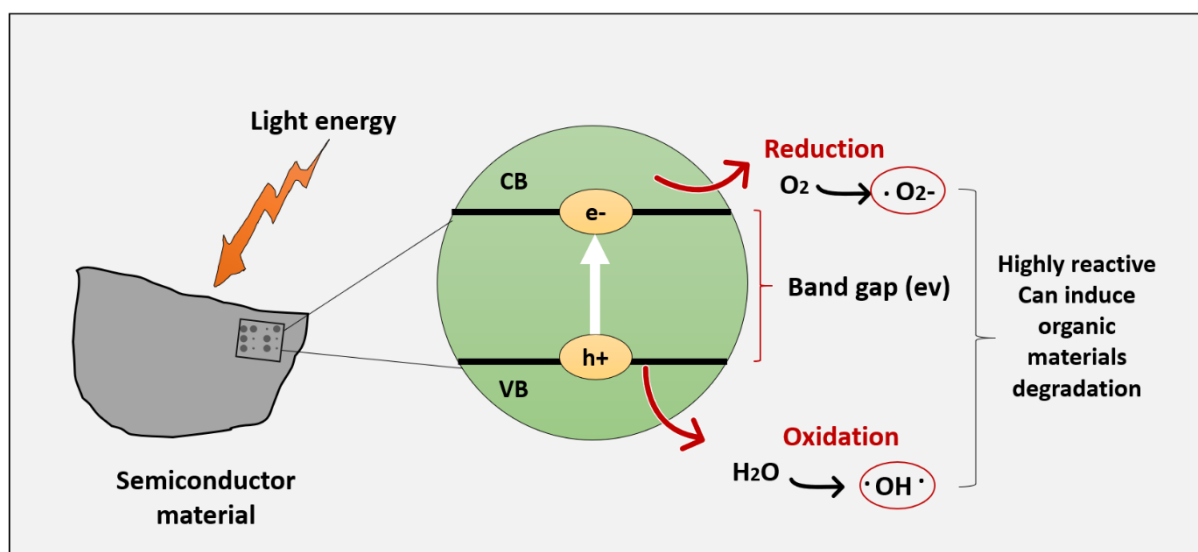 Light energy
Semiconductor
material
CB
e-
h+
VB
Reduction
O2
· O2-
Band gap (ev)
Oxidation
H2O
·OH·
Highly reactive
Can induce
organic
materials
degradation